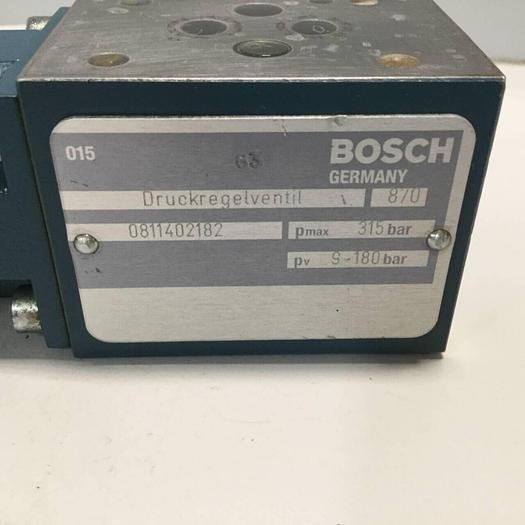 015 63 BOSCH
GERMANY
Druckregelventil 870
0811402182 pmax 315 bar
pv 9-180 bar